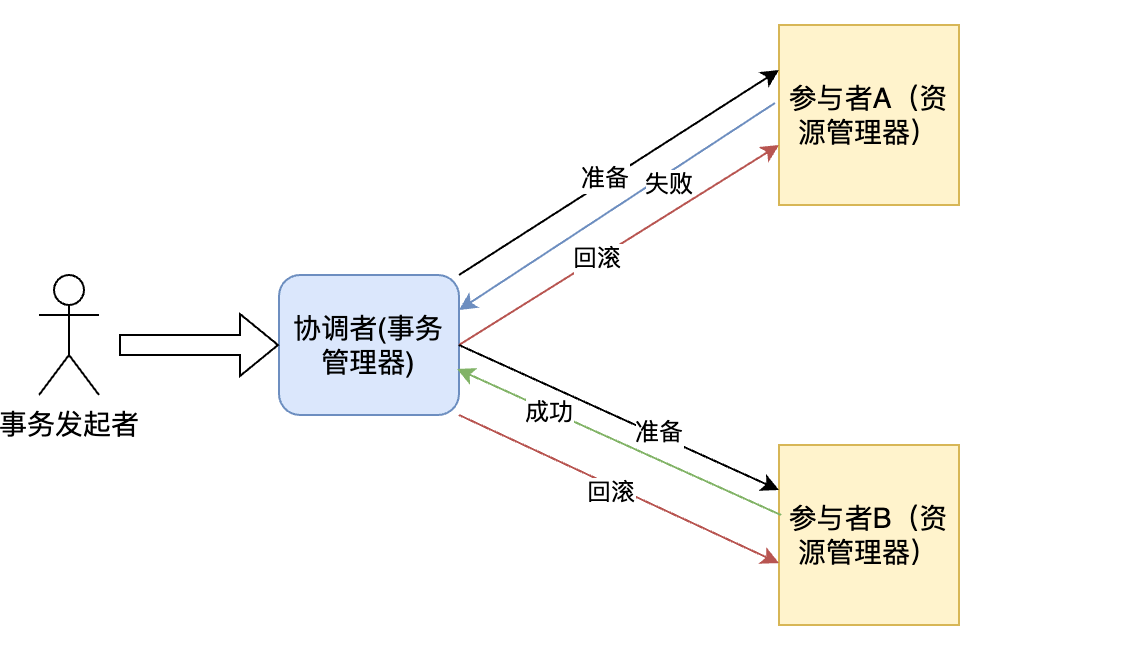 参与者A（资
源管理器）
准备
失败
回滚
协调者(事务
管理器)
事务发起者
成功
准备
回滚
参与者B（资
源管理器）